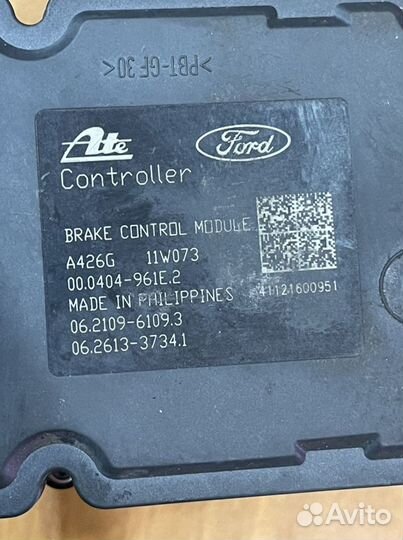 >PBT-GF30<
Ate
Ford
Controller
BRAKE CONTROL MODULE
A426G 11W073
00.0404-961E.2
MADE IN PHILIPPINES
41121600951
06.2109-6109.3
06.2613-3734.1
Avito